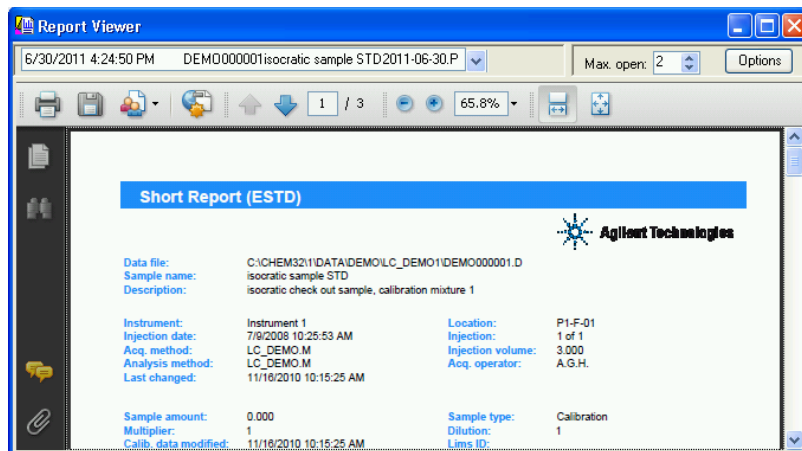 Report Viewer
6/30/2011 4:24:50 PM DEMO000001isocratic sample STD2011-06-30.P
Max. open: 2
Options
1 / 3
65.8%
Short Report (ESTD)
Agilent Technologies
Data file: C:\CHEM32\1\DATA\DEMO\LC_DEMO1\DEMO000001.D
Sample name: isocratic sample STD
Description: isocratic check out sample, calibration mixture 1
Instrument: Instrument 1 Location: P1-F-01
Injection date: 7/9/2008 10:25:53 AM Injection: 1 of 1
Acq. method: LC_DEMO.M Injection volume: 3.000
Analysis method: LC_DEMO.M Acq. operator: A.G.H.
Last changed: 11/16/2010 10:15:25 AM
Sample amount: 0.000 Sample type: Calibration
Multiplier: 1 Dilution: 1
Calib. data modified: 11/16/2010 10:15:25 AM Lims ID: